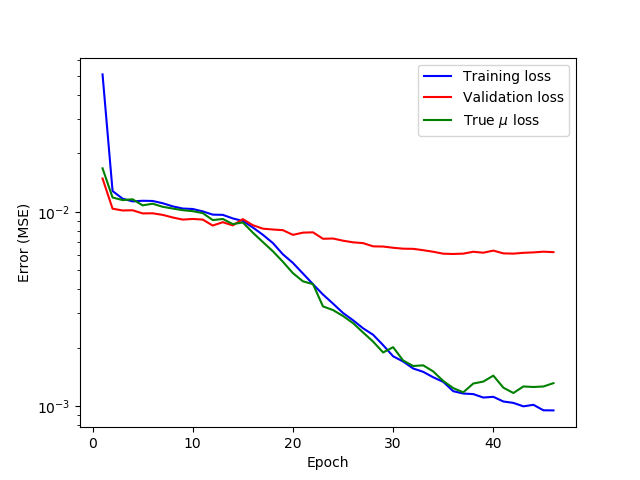 Training loss
Validation loss
True μ loss
Error (MSE)
10⁻²
10⁻³
0
10
20
30
40
Epoch